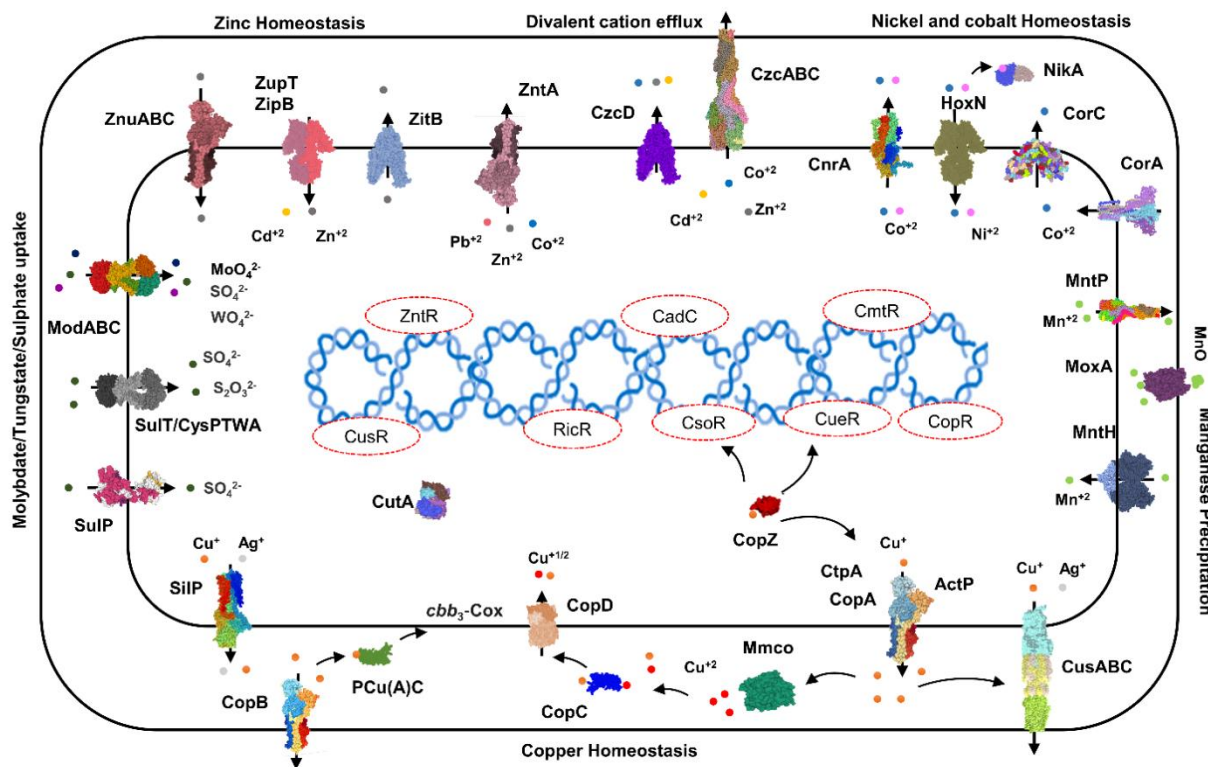 Zinc Homeostasis
Divalent cation efflux
Nickel and cobalt Homeostasis
ZnuABC
ZupT
ZipB
ZitB
ZntA
CzcD
CzcABC
CnrA
HoxN
NikA
CorC
CorA
Cd+2
Zn+2
Pb+2
Zn+2
Co+2
Cd+2
Co+2
Zn+2
Co+2
Ni+2
Co+2
Molybdate/Tungstate/Sulphate uptake
ModABC
MoO₄²⁻
SO₄²⁻
WO₄²⁻
SO₄²⁻
S₂O₃²⁻
SulT/CysPTWA
SO₄²⁻
SulP
ZntR
CadC
CmtR
CusR
RicR
CsoR
CueR
CopR
MntP
Mn+2
MoxA
MntH
Mn+2
MnO
Manganese Precipitation
CutA
CopZ
Cu+
Ag+
SilP
Cu+1/2
cbb₃-Cox
CopD
Cu+
CtpA
CopA
ActP
Cu+
Ag+
CopB
PCu(A)C
CopC
Cu+2
Mmco
CusABC
Copper Homeostasis